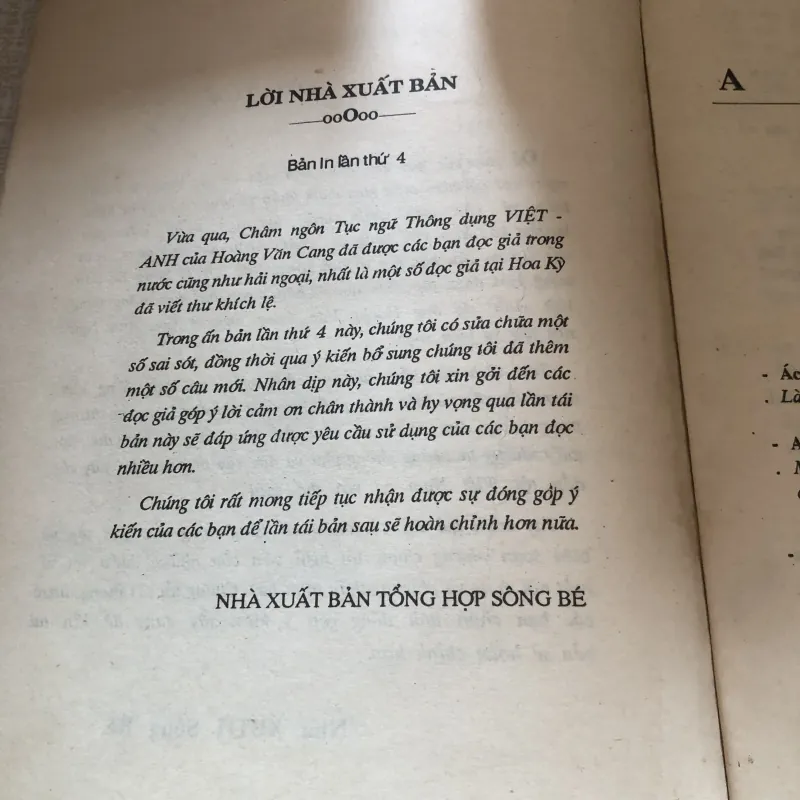 LỜI NHÀ XUẤT BẢN
ooOoo
Bản In lần thứ 4
Vừa qua, Châm ngôn Tục ngữ Thông dụng VIỆT -
ANH của Hoàng Văn Cang đã được các bạn đọc giả trong
nước cũng như hải ngoại, nhất là một số đọc giả tại Hoa Kỳ
đã viết thư khích lệ.
Trong ấn bản lần thứ 4 này, chúng tôi có sửa chữa một
số sai sót, đồng thời qua ý kiến bổ sung chúng tôi đã thêm
một số câu mới. Nhân dịp này, chúng tôi xin gởi đến các
đọc giả góp ý lời cảm ơn chân thành và hy vọng qua lần tái
bản này sẽ đáp ứng được yêu cầu sử dụng của các bạn đọc
nhiều hơn.
Chúng tôi rất mong tiếp tục nhận được sự đóng góp ý
kiến của các bạn để lần tái bản sau sẽ hoàn chỉnh hơn nữa.
NHÀ XUẤT BẢN TỔNG HỢP SÔNG BÉ
A